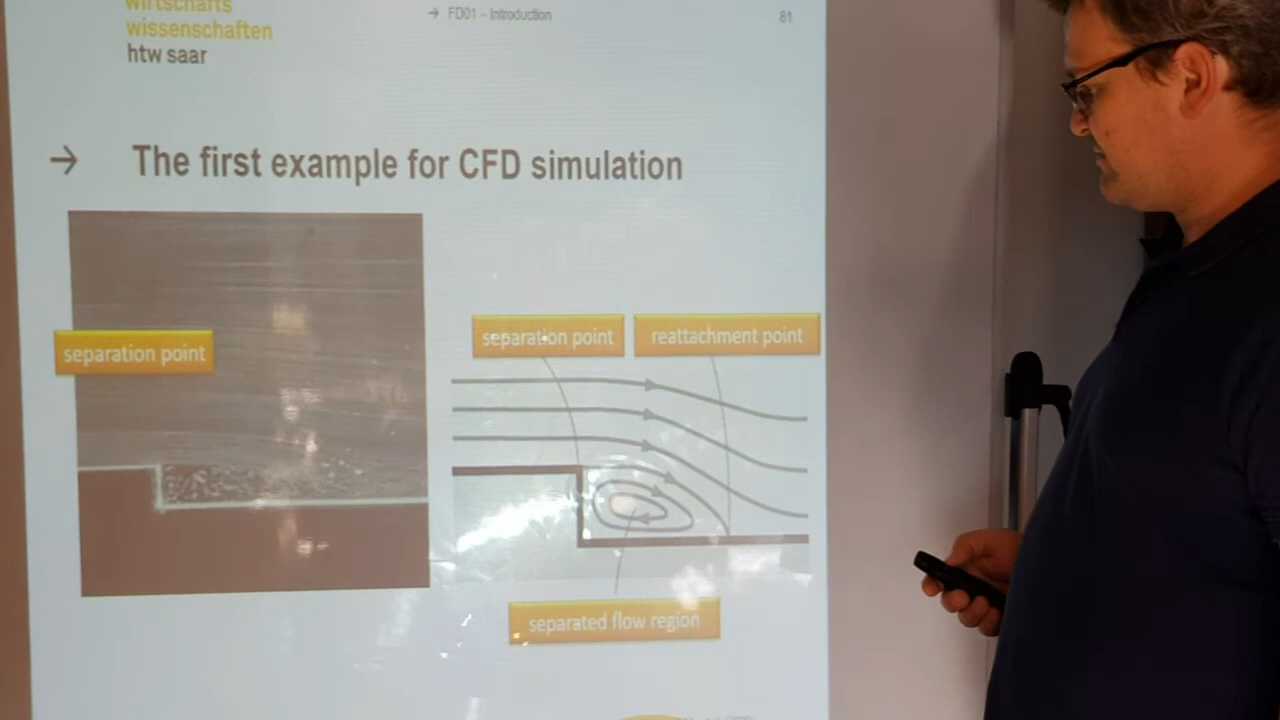 wirtschafts
wissenschaften
htw saar
→ FD01 – Introduction
81
→ The first example for CFD simulation
separation point
separation point
reattachment point
separated flow region